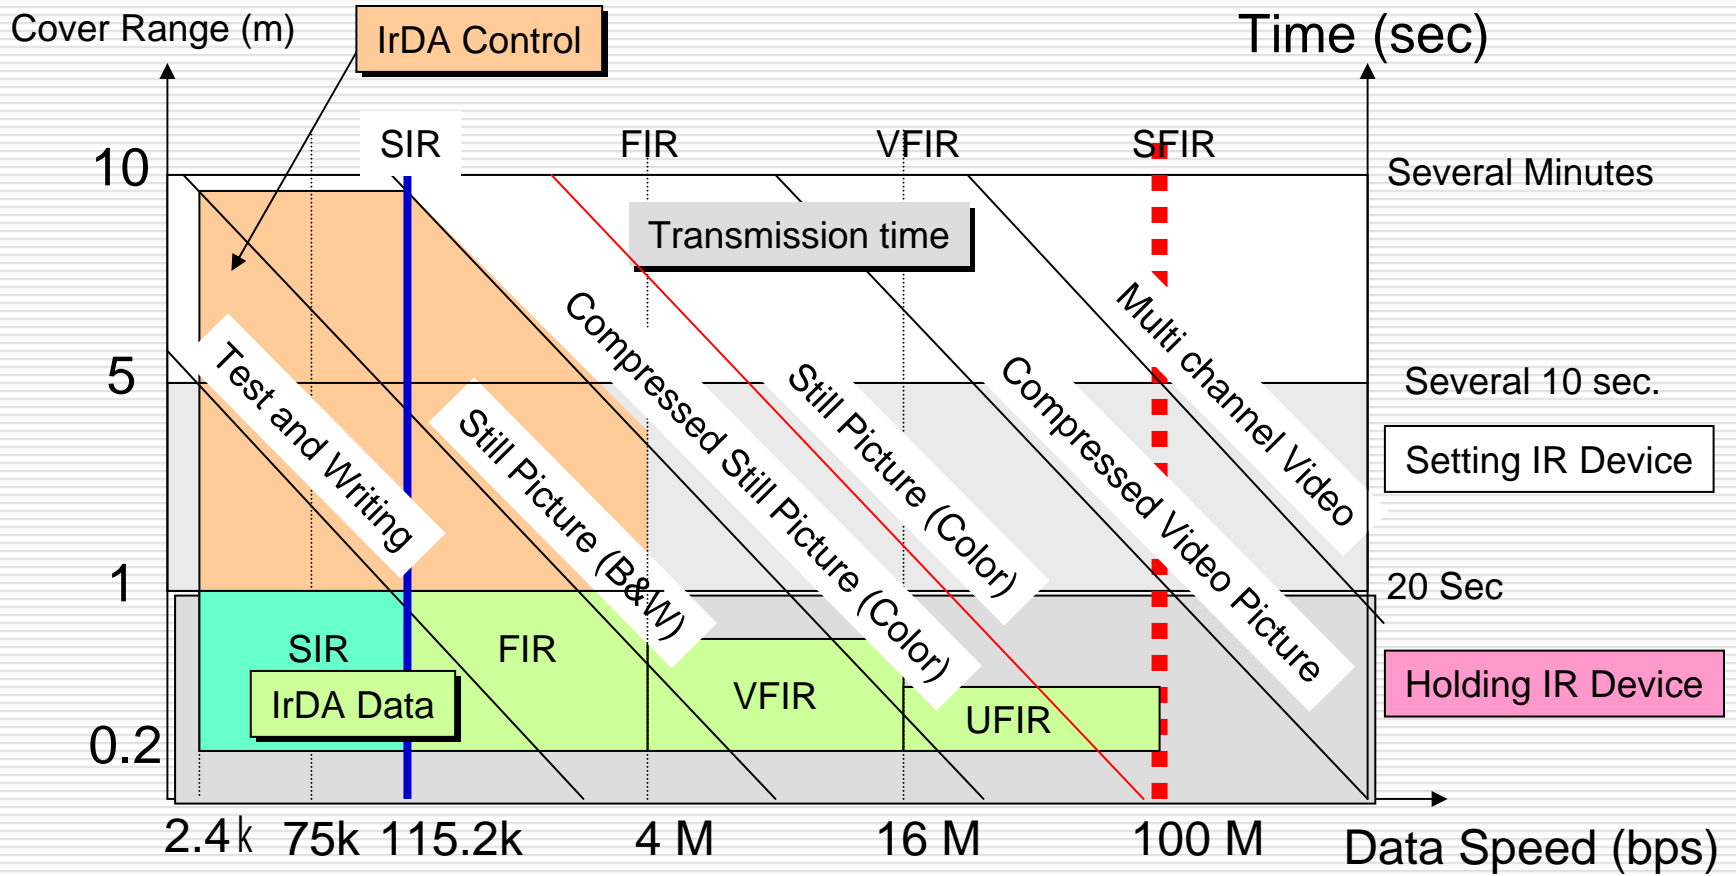 Cover Range (m)
IrDA Control
Time (sec)
SIR
FIR
VFIR
SFIR
10
Several Minutes
Transmission time
5
Several 10 sec.
Test and Writing
Still Picture (B&W)
Compressed Still Picture (Color)
Still Picture (Color)
Compressed Video Picture
Multi channel Video
Setting IR Device
1
20 Sec
SIR
FIR
VFIR
UFIR
IrDA Data
Holding IR Device
0.2
2.4k
75k
115.2k
4 M
16 M
100 M
Data Speed (bps)